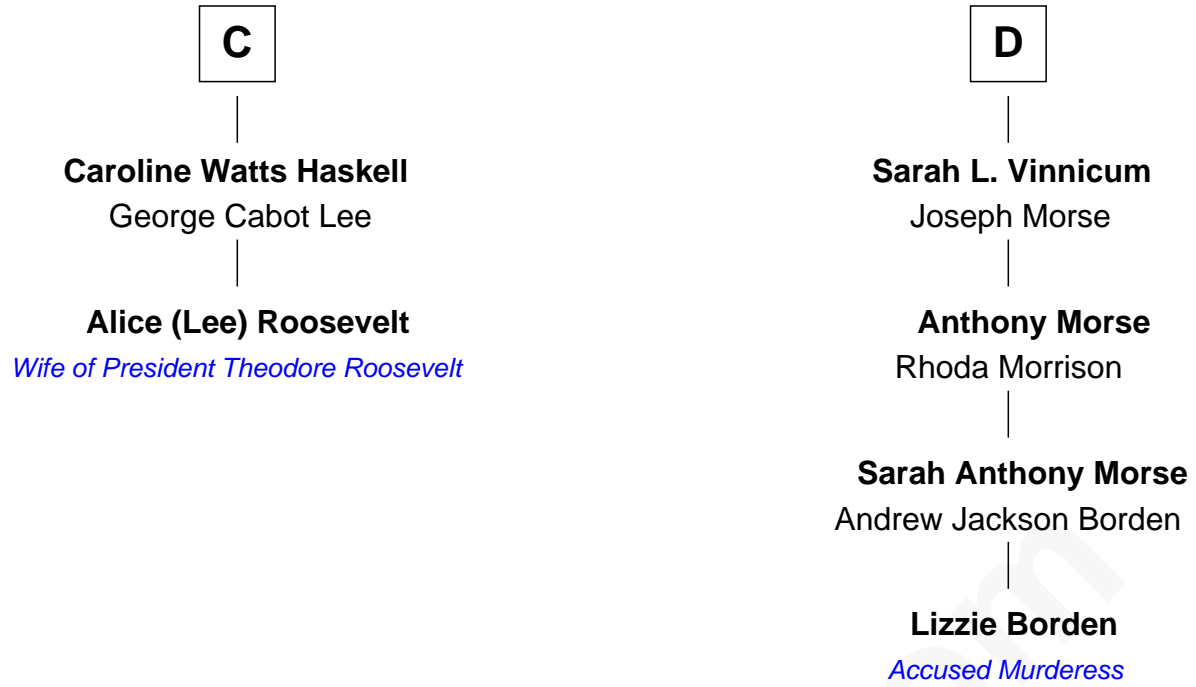 C
Caroline Watts Haskell
George Cabot Lee
Alice (Lee) Roosevelt
Wife of President Theodore Roosevelt
D
Sarah L. Vinnicum
Joseph Morse
Anthony Morse
Rhoda Morrison
Sarah Anthony Morse
Andrew Jackson Borden
Lizzie Borden
Accused Murderess